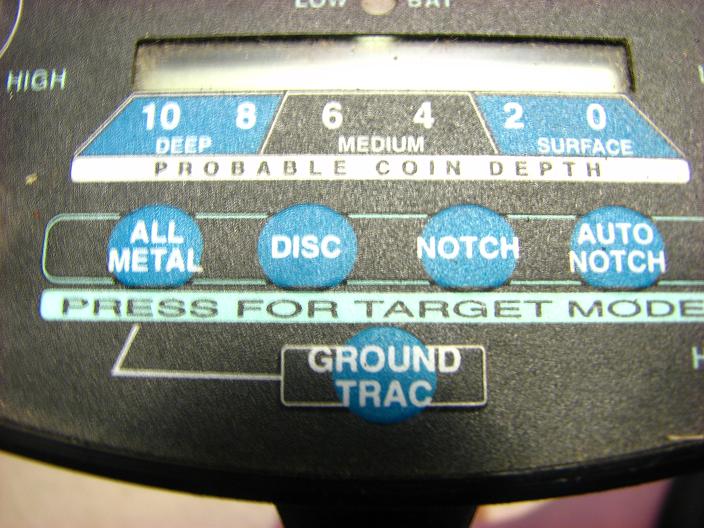 LOW BAT
HIGH
10 8 6 4 2 0
DEEP MEDIUM SURFACE
PROBABLE COIN DEPTH
ALL METAL
DISC
NOTCH
AUTO NOTCH
PRESS FOR TARGET MODE
GROUND
TRAC